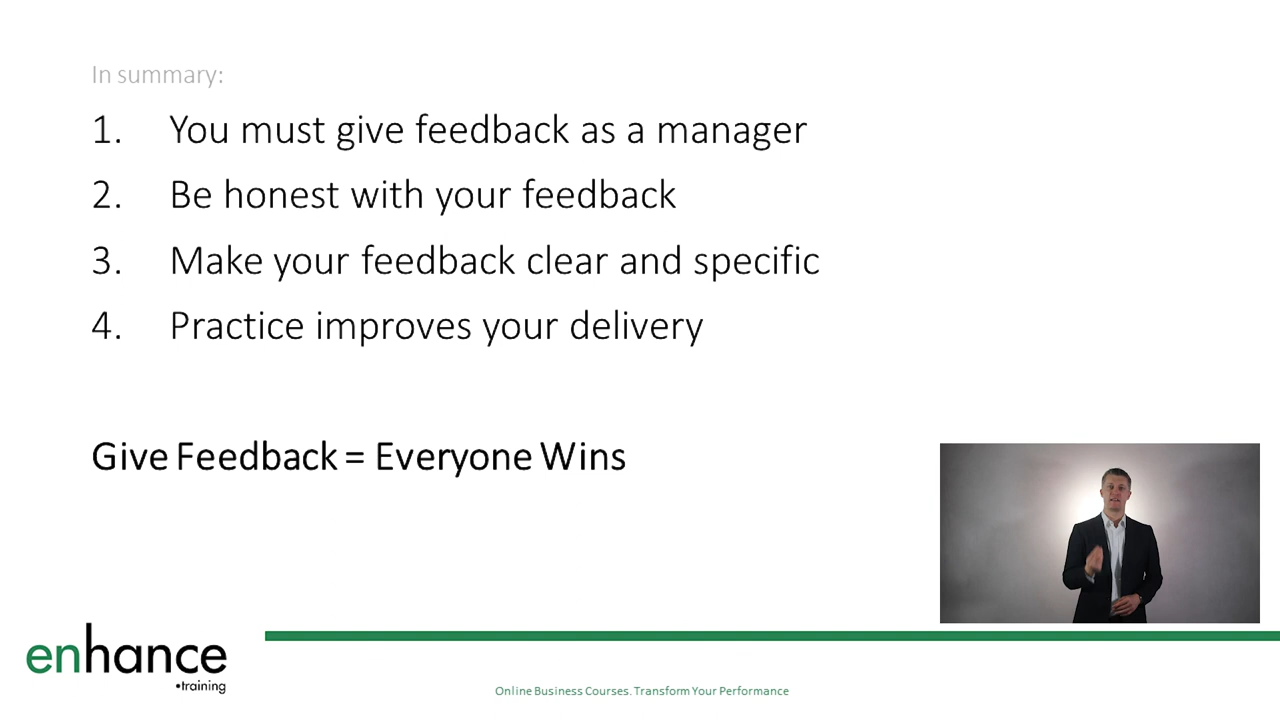 In summary:
1. You must give feedback as a manager
2. Be honest with your feedback
3. Make your feedback clear and specific
4. Practice improves your delivery
Give Feedback = Everyone Wins
enhance
•training
Online Business Courses. Transform Your Performance